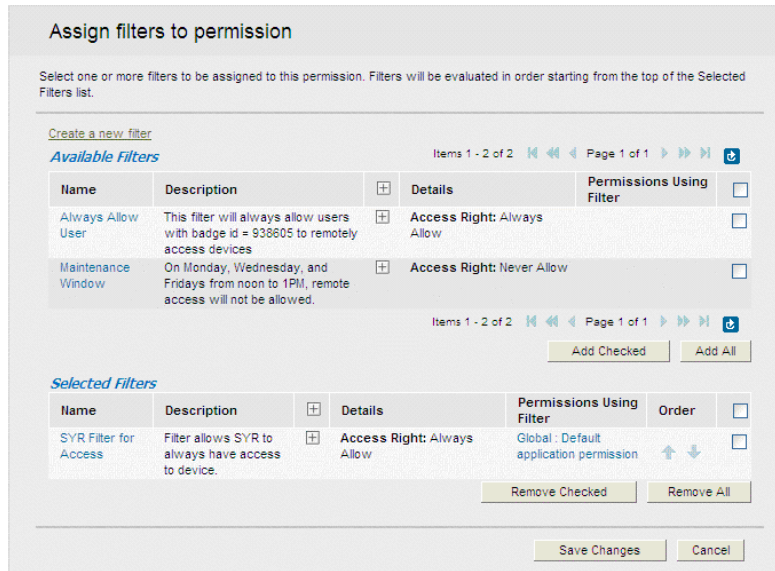 Assign filters to permission
Select one or more filters to be assigned to this permission. Filters will be evaluated in order starting from the top of the Selected
Filters list.
Create a new filter
Available Filters
Items 1 - 2 of 2 Page 1 of 1
Name Description Details Permissions Using Filter
Always Allow User
This filter will always allow users
with badge id = 938605 to remotely
access devices
Access Right: Always
Allow
Maintenance Window
On Monday, Wednesday, and
Fridays from noon to 1PM, remote
access will not be allowed.
Access Right: Never Allow
Items 1 - 2 of 2 Page 1 of 1
Add Checked Add All
Selected Filters
Name Description Details Permissions Using Filter Order
SYR Filter for Access
Filter allows SYR to
always have access
to device.
Access Right: Always
Allow
Global : Default
application permission
Remove Checked Remove All
Save Changes Cancel